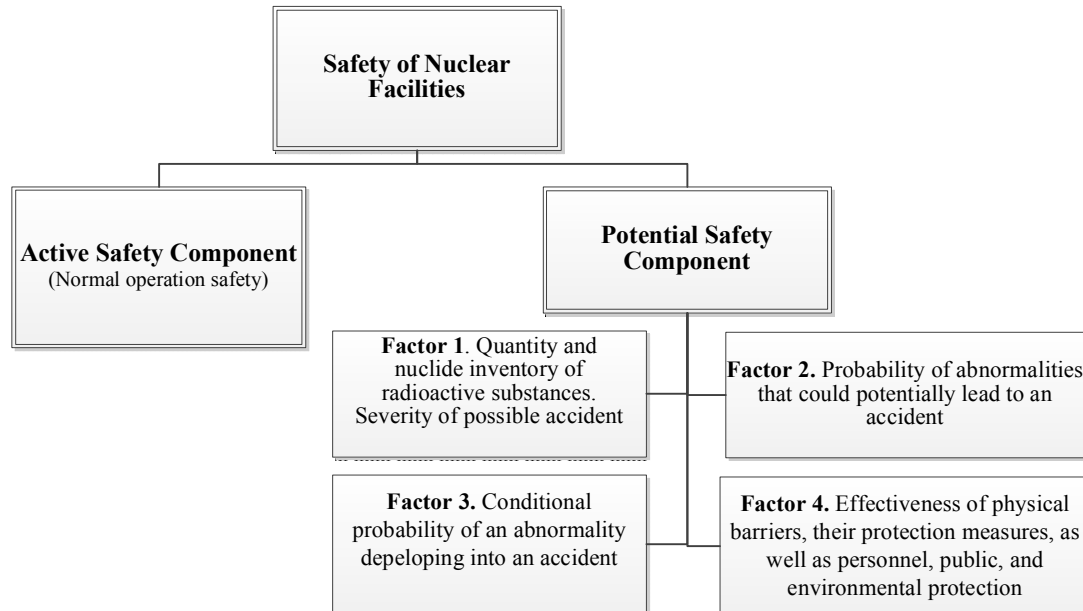 Safety of Nuclear
Facilities
Active Safety Component
(Normal operation safety)
Potential Safety
Component
Factor 1. Quantity and
nuclide inventory of
radioactive substances.
Severity of possible accident
Factor 2. Probability of abnormalities
that could potentially lead to an
accident
Factor 3. Conditional
probability of an abnormality
depeloping into an accident
Factor 4. Effectiveness of physical
barriers, their protection measures, as
well as personnel, public, and
environmental protection